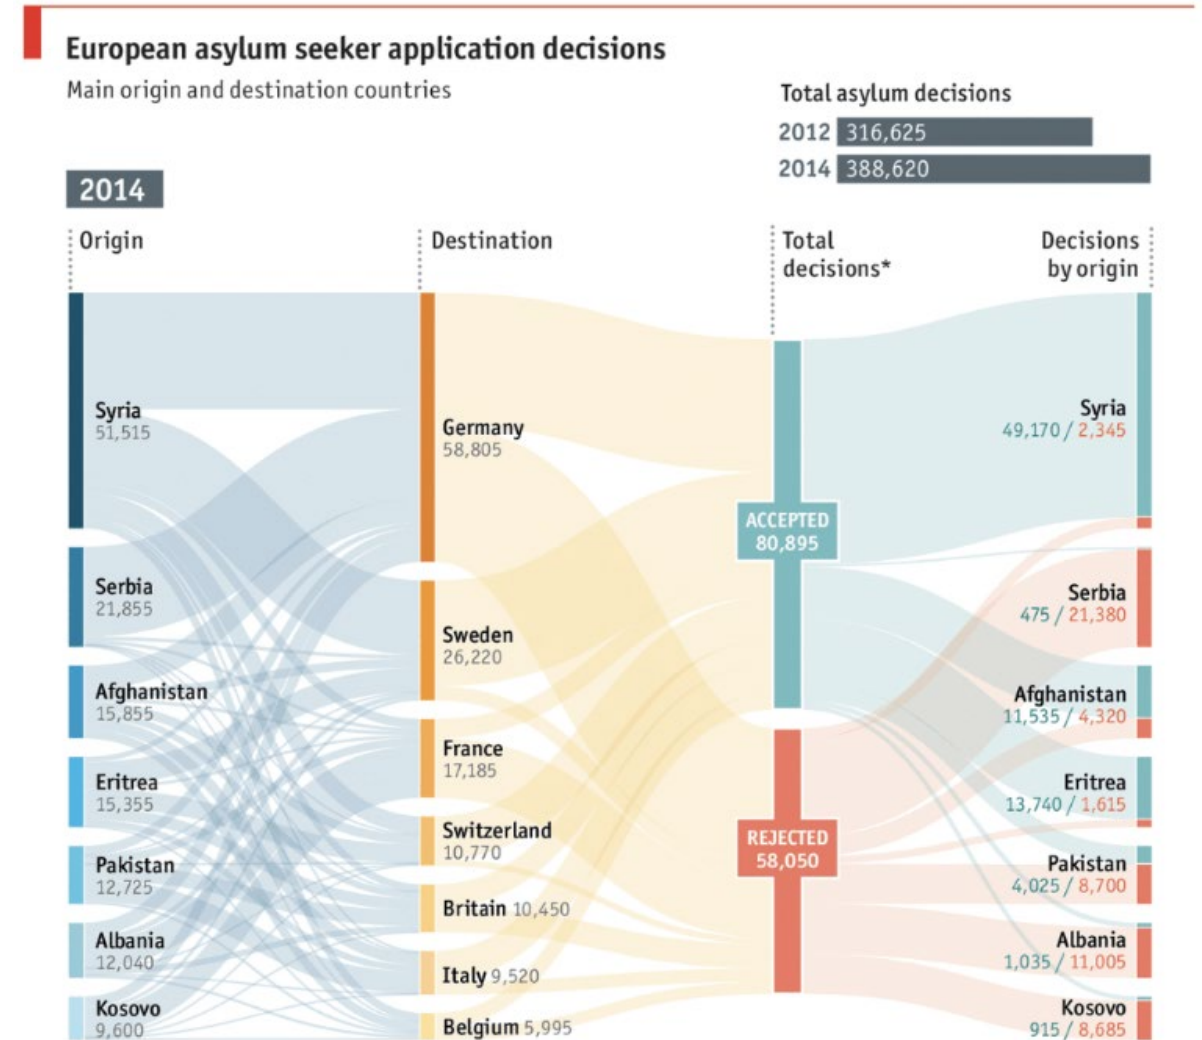 European asylum seeker application decisions
Main origin and destination countries
Total asylum decisions
2012 316,625
2014 388,620
2014
Origin
Destination
Total
decisions*
Decisions
by origin
Syria
51,515
Serbia
21,855
Afghanistan
15,855
Eritrea
15,355
Pakistan
12,725
Albania
12,040
Kosovo
9,600
Germany
58,805
Sweden
26,220
France
17,185
Switzerland
10,770
Britain 10,450
Italy 9,520
Belgium 5,995
ACCEPTED
80,895
REJECTED
58,050
Syria
49,170 / 2,345
Serbia
475 / 21,380
Afghanistan
11,535 / 4,320
Eritrea
13,740 / 1,615
Pakistan
4,025 / 8,700
Albania
1,035 / 11,005
Kosovo
915 / 8,685